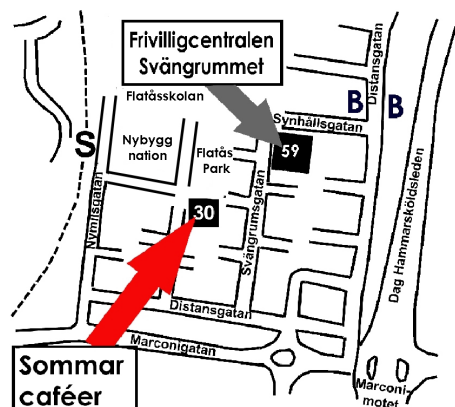 Frivilligcentralen
Svängrummet
Flatåsskolan
Distansgatan
B B
Synhållsgatan
S
Nybygg
nation
Flatås
Park
59
30
Nymilsgatan
Svängrumsgatan
Dag Hammarsköldsleden
Distansgatan
Marconigatan
Sommar
caféer
Marconi-
motet